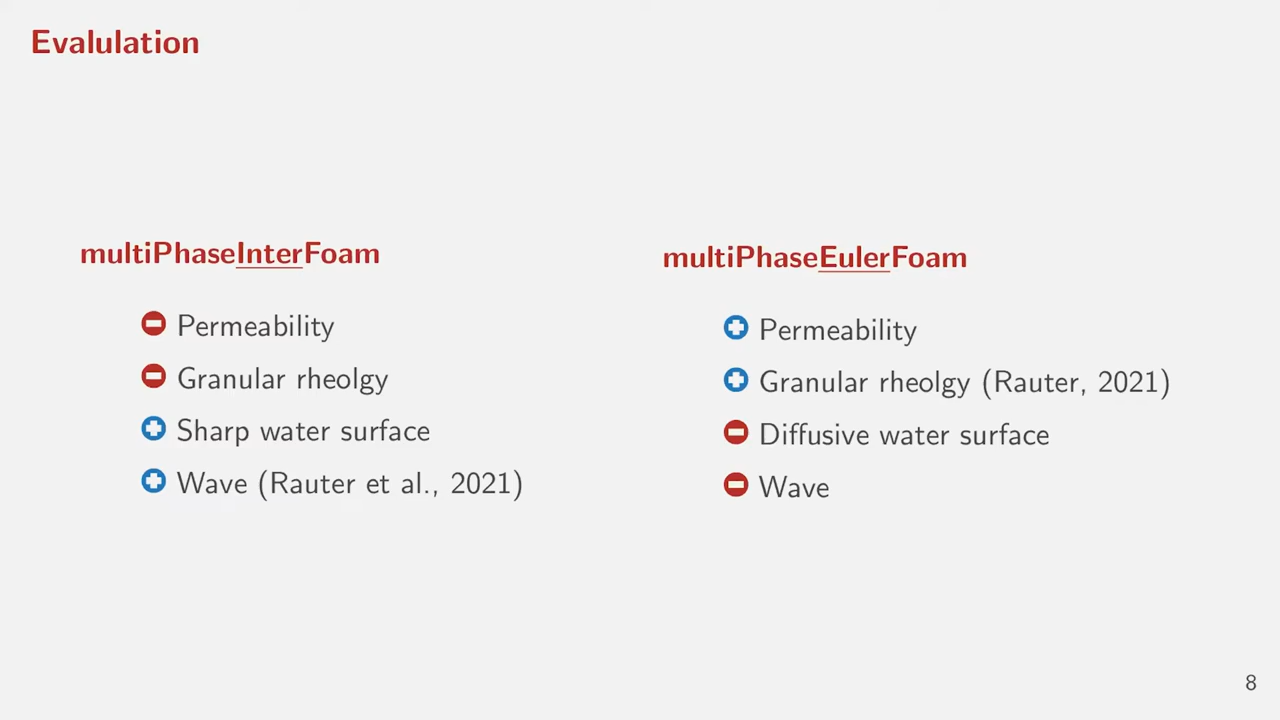 Evalulation
multiPhaseInterFoam
Permeability
Granular rheolgy
Sharp water surface
Wave (Rauter et al., 2021)
multiPhaseEulerFoam
Permeability
Granular rheolgy (Rauter, 2021)
Diffusive water surface
Wave
8